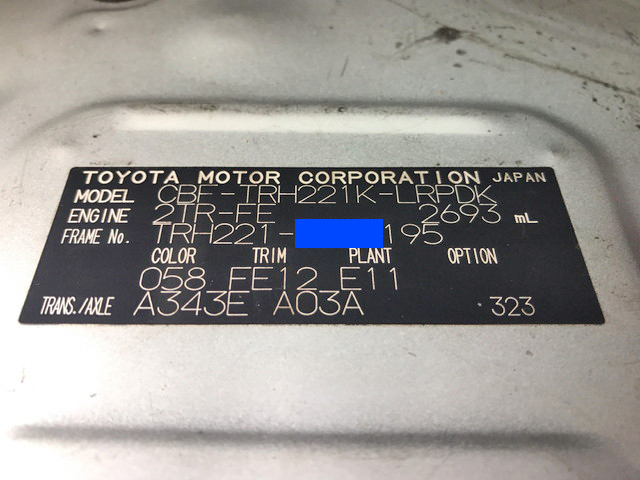 TOYOTA MOTOR CORPORATION JAPAN
MODEL CBF-TRH221K-LRPDK
ENGINE 2TR-FE 2693 mL
FRAME No. TRH221- 195
COLOR TRIM PLANT OPTION
058 FE12 E11
TRANS./AXLE A343E A03A 323